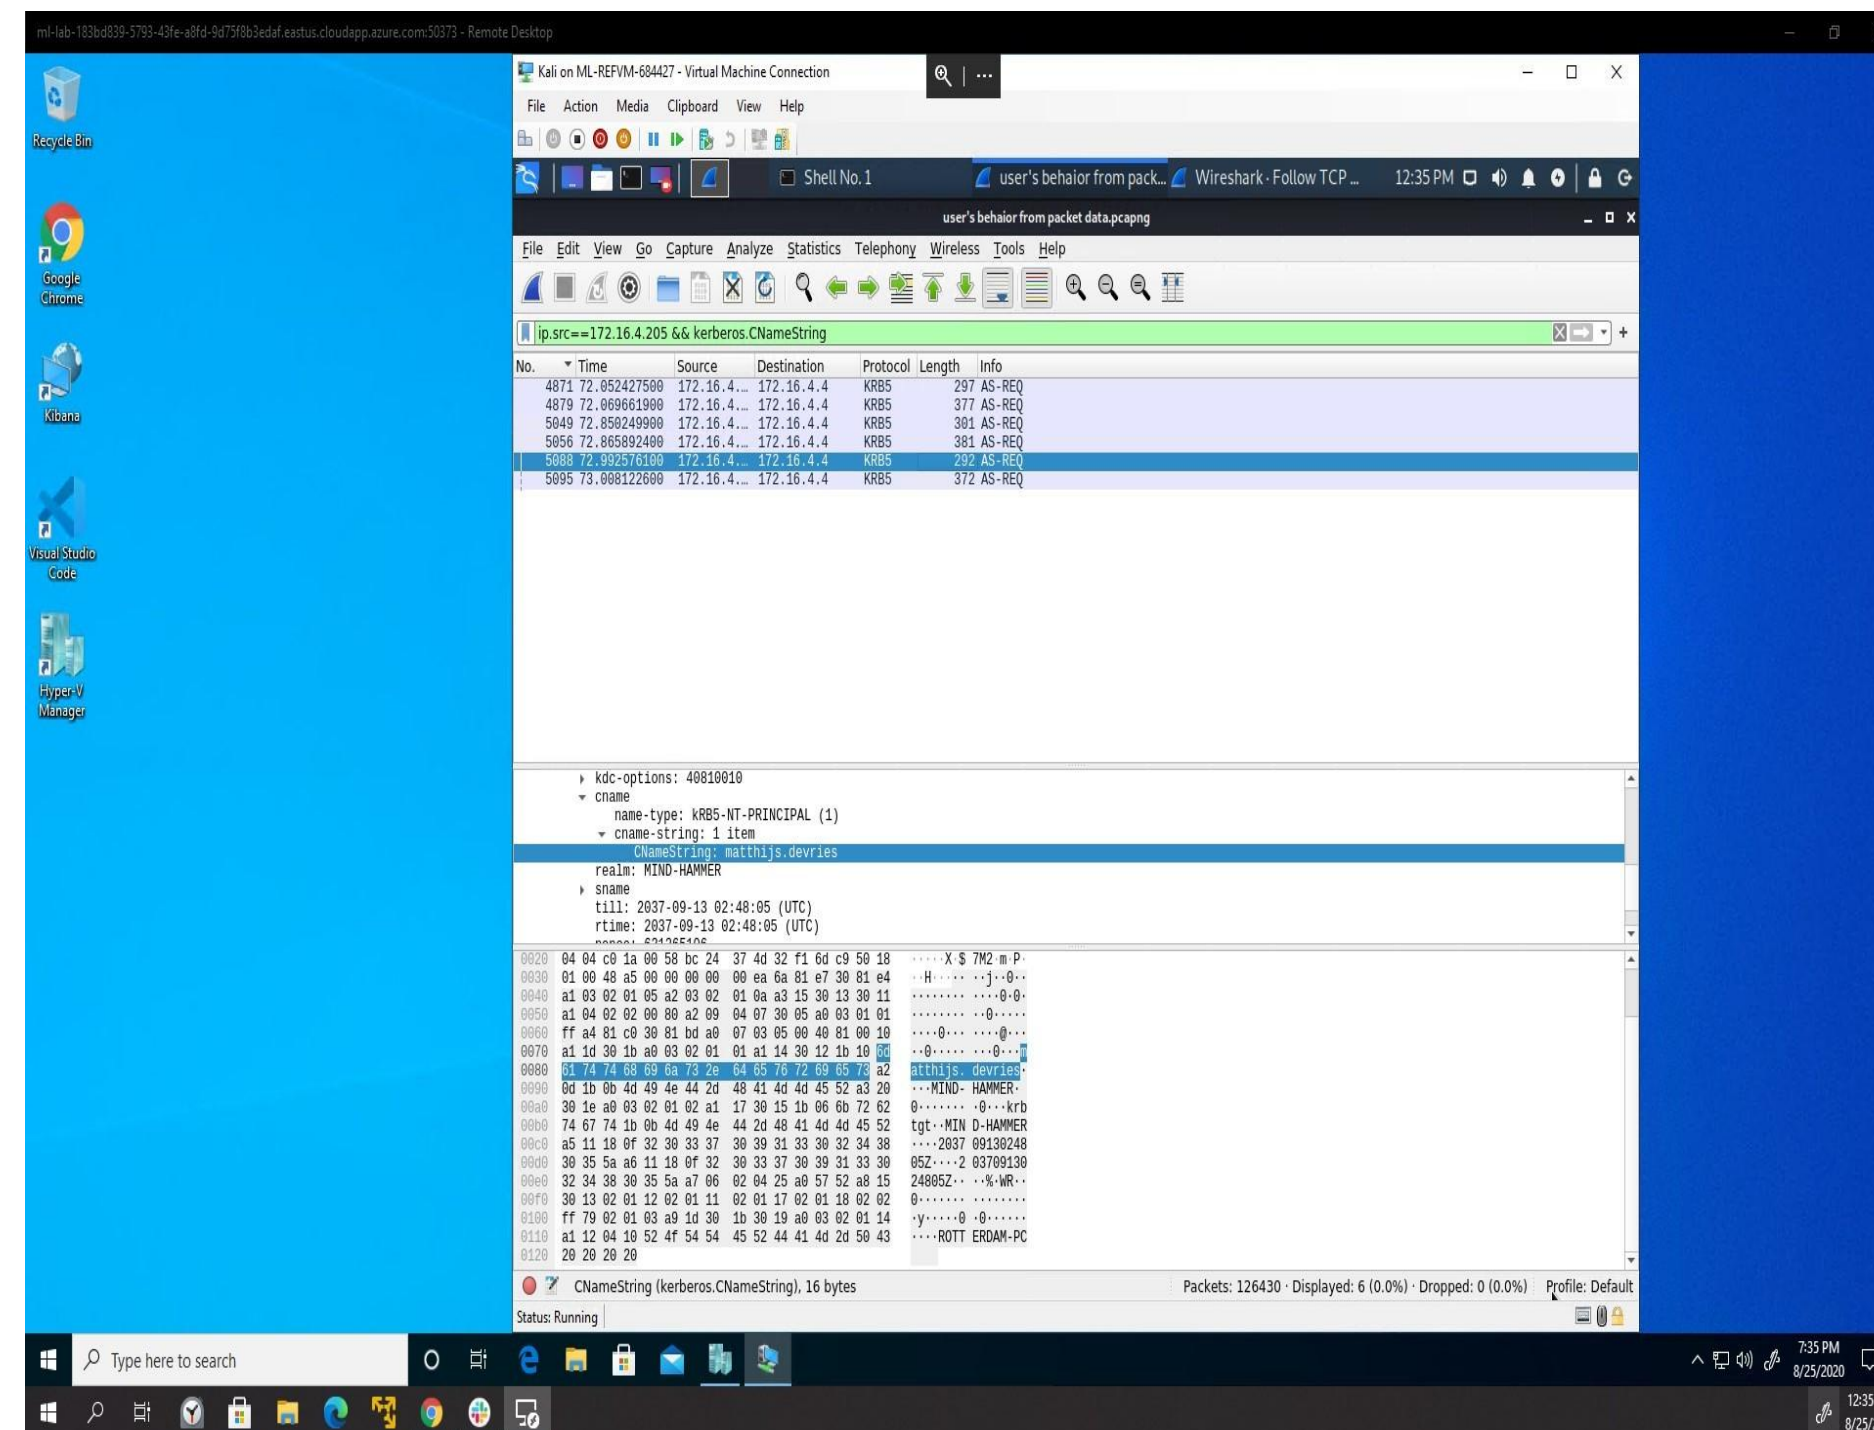 ml-lab-183bd839-5793-43fe-a8fd-9d75f8b3edaf.eastus.cloudapp.azure.com:50373 - Remote Desktop
Recycle Bin
Google
Chrome
Kibana
Visual Studio
Code
Hyper-V
Manager
Kali on ML-REFVM-684427 - Virtual Machine Connection
File Action Media Clipboard View Help
Shell No. 1 user's behaior from pack... Wireshark · Follow TCP ... 12:35 PM
user's behaior from packet data.pcapng
File Edit View Go Capture Analyze Statistics Telephony Wireless Tools Help
ip.src==172.16.4.205 && kerberos.CNameString
No. Time Source Destination Protocol Length Info
4871 72.052427500 172.16.4... 172.16.4.4 KRB5 297 AS-REQ
4879 72.069661900 172.16.4... 172.16.4.4 KRB5 377 AS-REQ
5049 72.850249900 172.16.4... 172.16.4.4 KRB5 301 AS-REQ
5056 72.865892400 172.16.4... 172.16.4.4 KRB5 381 AS-REQ
5088 72.992576100 172.16.4... 172.16.4.4 KRB5 292 AS-REQ
5095 73.008122600 172.16.4... 172.16.4.4 KRB5 372 AS-REQ
kdc-options: 40810010
cname
name-type: kRB5-NT-PRINCIPAL (1)
cname-string: 1 item
CNameString: matthijs.devries
realm: MIND-HAMMER
sname
till: 2037-09-13 02:48:05 (UTC)
rtime: 2037-09-13 02:48:05 (UTC)
0020 04 04 c0 1a 00 58 bc 24 37 4d 32 f1 6d c9 50 18 ·····X·$ 7M2·m·P·
0030 01 00 48 a5 00 00 00 00 00 ea 6a 81 e7 30 81 e4 ··H····· ··j··0··
0040 a1 03 02 01 05 a2 03 02 01 0a a3 15 30 13 30 11 ········ ····0·0·
0050 a1 04 02 02 00 80 a2 09 04 07 30 05 a0 03 01 01 ········ ··0·····
0060 ff a4 81 c0 30 81 bd a0 07 03 05 00 40 81 00 10 ····0··· ····@···
0070 a1 1d 30 1b a0 03 02 01 01 a1 14 30 12 1b 10 6d ··0····· ···0···m
0080 61 74 74 68 69 6a 73 2e 64 65 76 72 69 65 73 a2 atthijs. devries·
0090 0d 1b 0b 4d 49 4e 44 2d 48 41 4d 4d 45 52 a3 20 ···MIND- HAMMER·
00a0 30 1e a0 03 02 01 02 a1 17 30 15 1b 06 6b 72 62 0······· ·0···krb
00b0 74 67 74 1b 0b 4d 49 4e 44 2d 48 41 4d 4d 45 52 tgt··MIN D-HAMMER
00c0 a5 11 18 0f 32 30 33 37 30 39 31 33 30 32 34 38 ····2037 09130248
00d0 30 35 5a a6 11 18 0f 32 30 33 37 30 39 31 33 30 05Z····2 03709130
00e0 32 34 38 30 35 5a a7 06 02 04 25 a0 57 52 a8 15 24805Z·· ··%·WR··
00f0 30 13 02 01 12 02 01 11 02 01 17 02 01 18 02 02 0······· ········
0100 ff 79 02 01 03 a9 1d 30 1b 30 19 a0 03 02 01 14 ·y·····0 ·0······
0110 a1 12 04 10 52 4f 54 54 45 52 44 41 4d 2d 50 43 ····ROTT ERDAM-PC
0120 20 20 20 20
CNameString (kerberos.CNameString), 16 bytes Packets: 126430 · Displayed: 6 (0.0%) · Dropped: 0 (0.0%) Profile: Default
Status: Running
Type here to search
7:35 PM
8/25/2020
12:35
8/25/